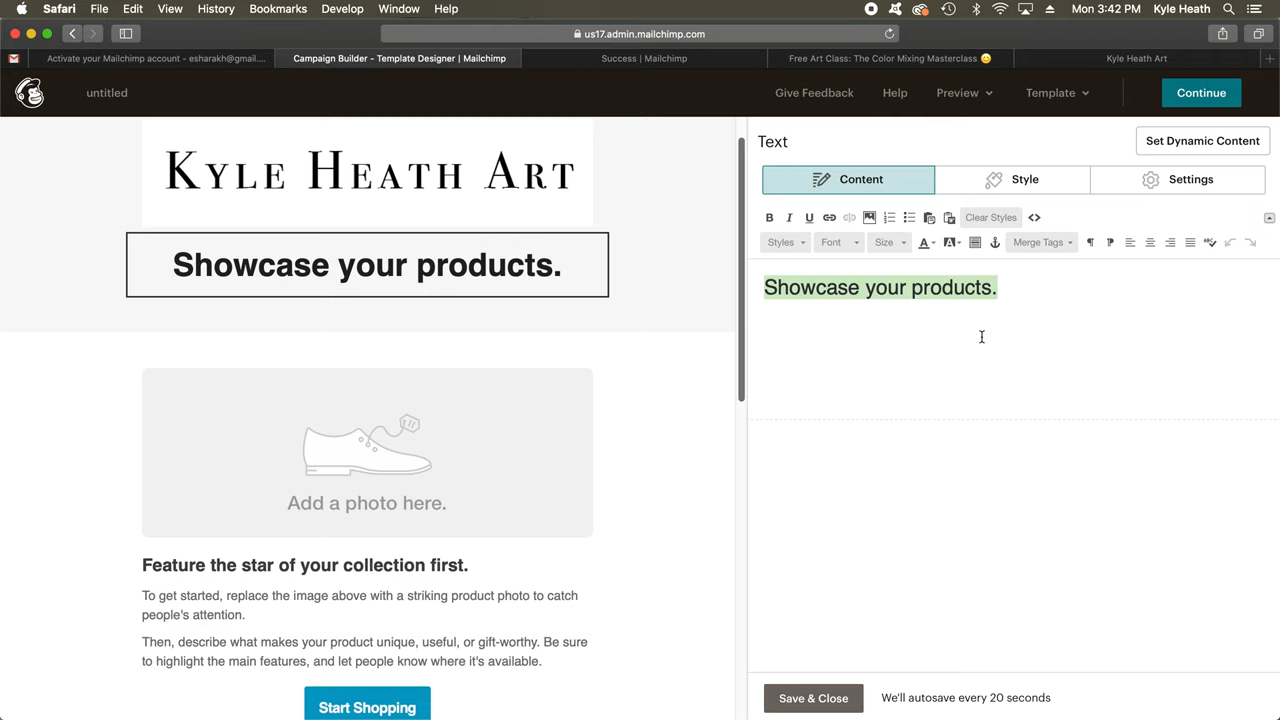 Safari File Edit View History Bookmarks Develop Window Help Mon 3:42 PM Kyle Heath
us17.admin.mailchimp.com
Activate your Mailchimp account - esharakh@gmail.... Campaign Builder - Template Designer | Mailchimp Success | Mailchimp Free Art Class: The Color Mixing Masterclass 😊 Kyle Heath Art
untitled Give Feedback Help Preview Template Continue
Kyle Heath Art
Showcase your products.
Add a photo here.
Feature the star of your collection first.
To get started, replace the image above with a striking product photo to catch
people's attention.
Then, describe what makes your product unique, useful, or gift-worthy. Be sure
to highlight the main features, and let people know where it's available.
Start Shopping
Text Set Dynamic Content
Content Style Settings
B I U Clear Styles <>
Styles Font Size A A Merge Tags
Showcase your products.
Save & Close We'll autosave every 20 seconds